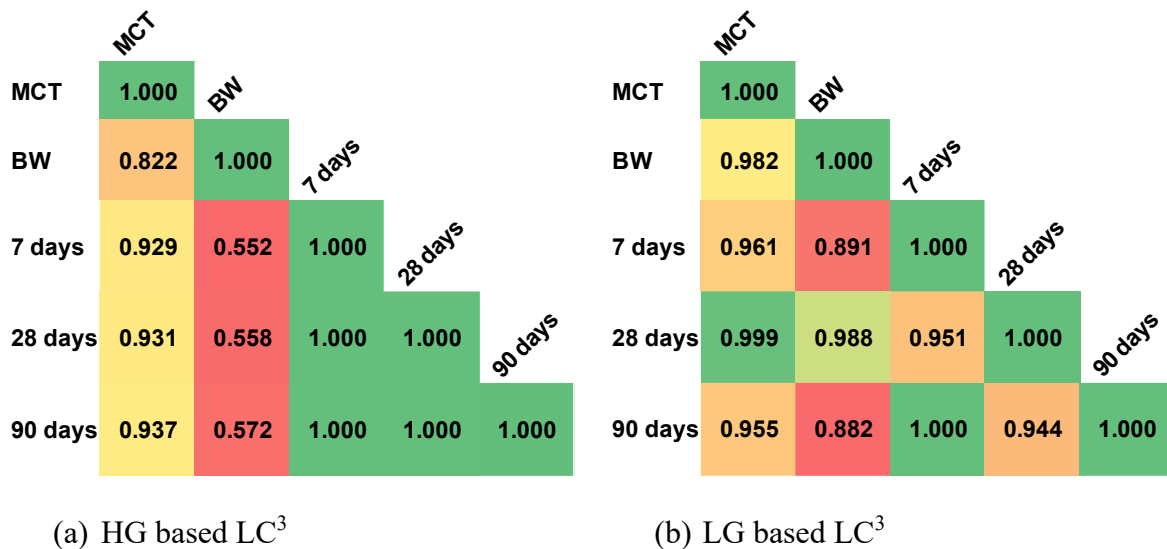 MCT MCT
MCT 1.000 BW MCT 1.000 BW
BW 0.822 1.000 7 days BW 0.982 1.000 7 days
7 days 0.929 0.552 1.000 28 days 7 days 0.961 0.891 1.000 28 days
28 days 0.931 0.558 1.000 1.000 90 days 28 days 0.999 0.988 0.951 1.000 90 days
90 days 0.937 0.572 1.000 1.000 1.000 90 days 0.955 0.882 1.000 0.944 1.000
(a) HG based LC³ (b) LG based LC³